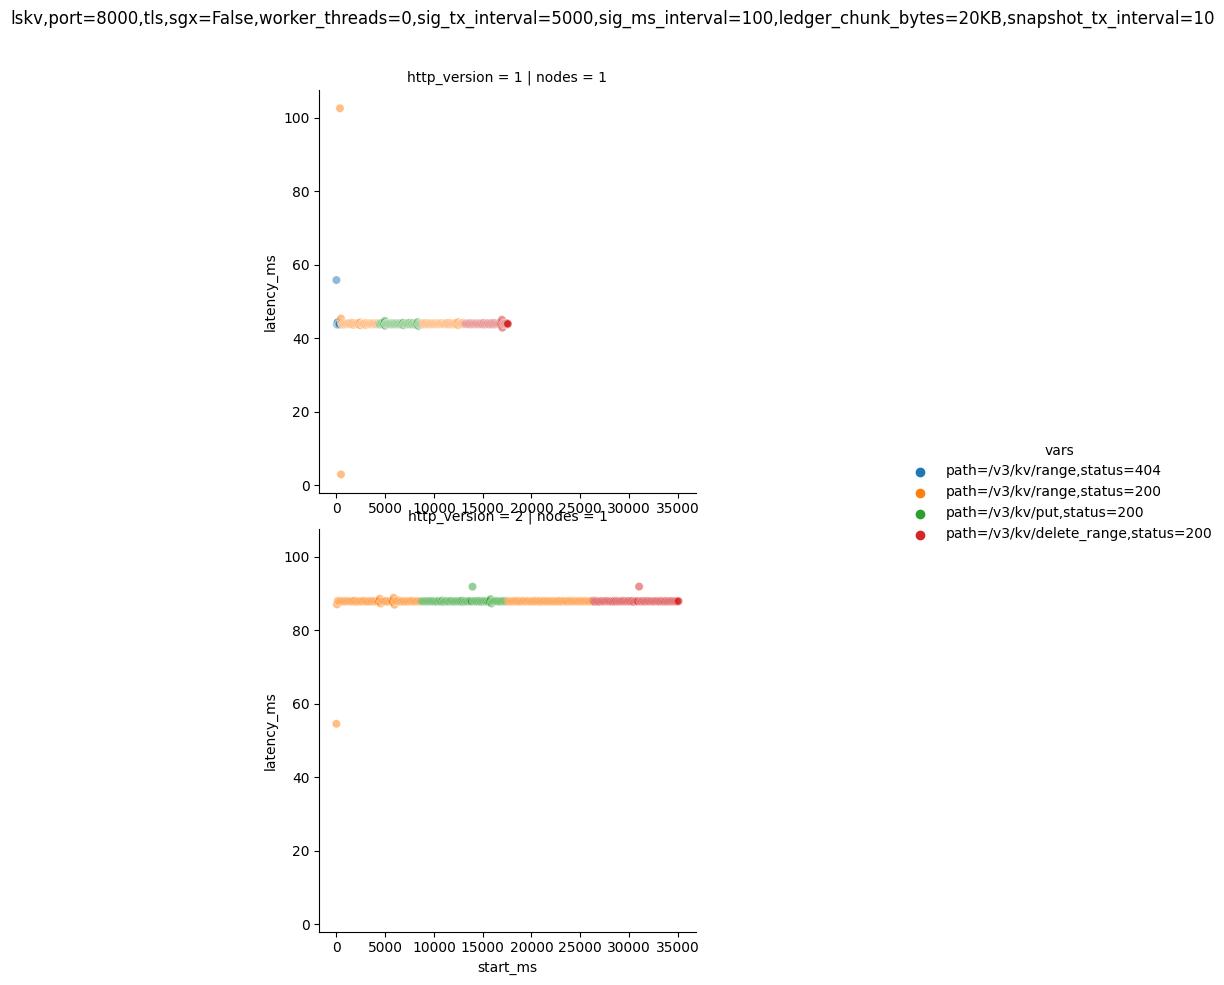 lskv,port=8000,tls,sgx=False,worker_threads=0,sig_tx_interval=5000,sig_ms_interval=100,ledger_chunk_bytes=20KB,snapshot_tx_interval=10
http_version = 1 | nodes = 1
100
80
60
40
20
0
latency_ms
0 5000 10000 15000 20000 25000 30000 35000
http_version = 2 | nodes = 1
100
80
60
40
20
0
latency_ms
0 5000 10000 15000 20000 25000 30000 35000
start_ms
vars
path=/v3/kv/range,status=404
path=/v3/kv/range,status=200
path=/v3/kv/put,status=200
path=/v3/kv/delete_range,status=200